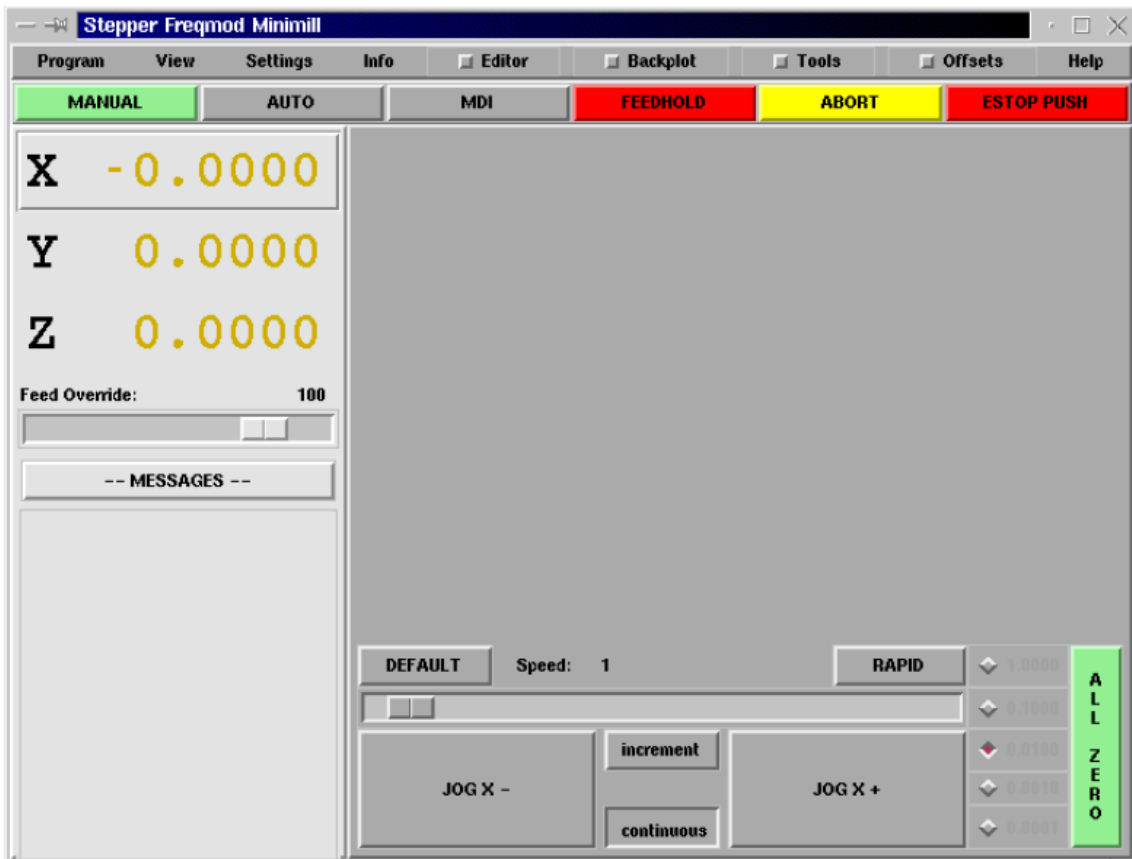 Stepper Freqmod Minimill
Program View Settings Info Editor Backplot Tools Offsets Help
MANUAL AUTO MDI FEEDHOLD ABORT ESTOP PUSH
X -0.0000
Y 0.0000
Z 0.0000
Feed Override: 100
-- MESSAGES --
DEFAULT Speed: 1 RAPID
1.0000
0.1000
0.0100
0.0010
0.0001
increment
JOG X -
JOG X +
continuous
ALL ZERO